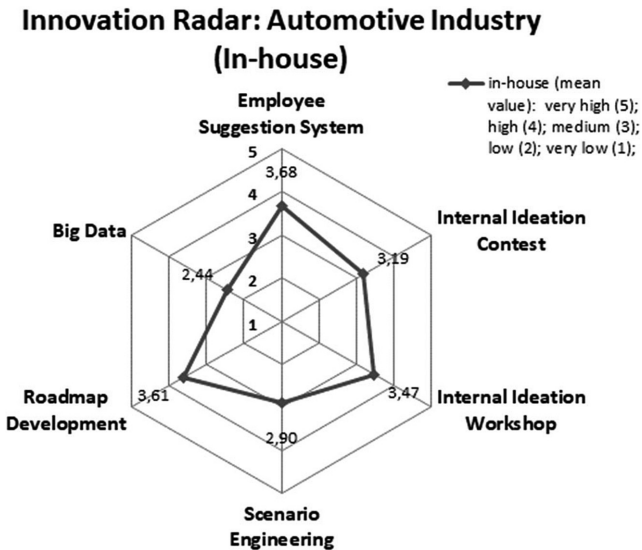 Innovation Radar: Automotive Industry
(In-house)
in-house (mean
value): very high (5);
high (4); medium (3);
low (2); very low (1);
Employee
Suggestion System
5
3,68
4
3
2
1
Internal Ideation
Contest
3,19
Big Data
2,44
Roadmap
Development
3,61
Internal Ideation
Workshop
3,47
2,90
Scenario
Engineering